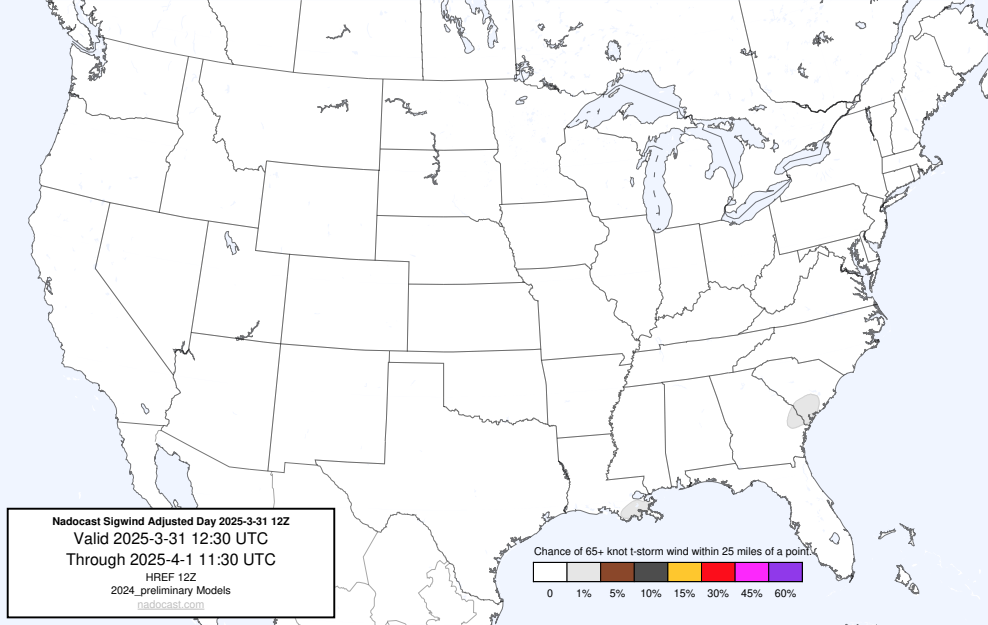 Nadocast Sigwind Adjusted Day 2025-3-31 12Z
Valid 2025-3-31 12:30 UTC
Through 2025-4-1 11:30 UTC
HREF 12Z
2024_preliminary Models
nadocast.com
Chance of 65+ knot t-storm wind within 25 miles of a point.
0 1% 5% 10% 15% 30% 45% 60%